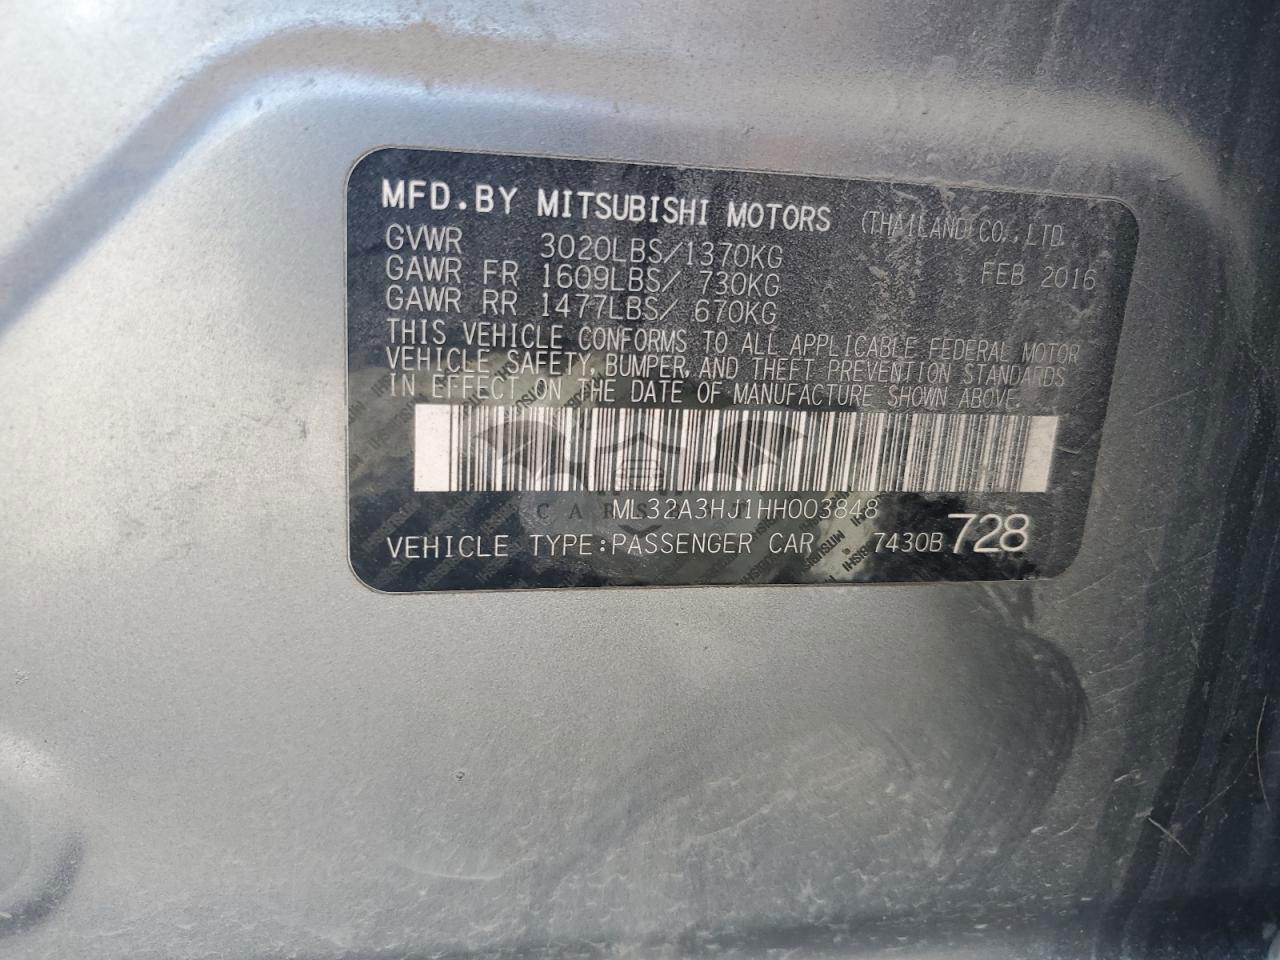 MFD.BY MITSUBISHI MOTORS (THAILAND) CO.,LTD.
GVWR 3020LBS/1370KG FEB 2016
GAWR FR 1609LBS/ 730KG
GAWR RR 1477LBS/ 670KG
THIS VEHICLE CONFORMS TO ALL APPLICABLE FEDERAL MOTOR
VEHICLE SAFETY, BUMPER, AND THEFT PREVENTION STANDARDS
IN EFFECT ON THE DATE OF MANUFACTURE SHOWN ABOVE.
ML32A3HJ1HH003848
VEHICLE TYPE:PASSENGER CAR 7430B 728